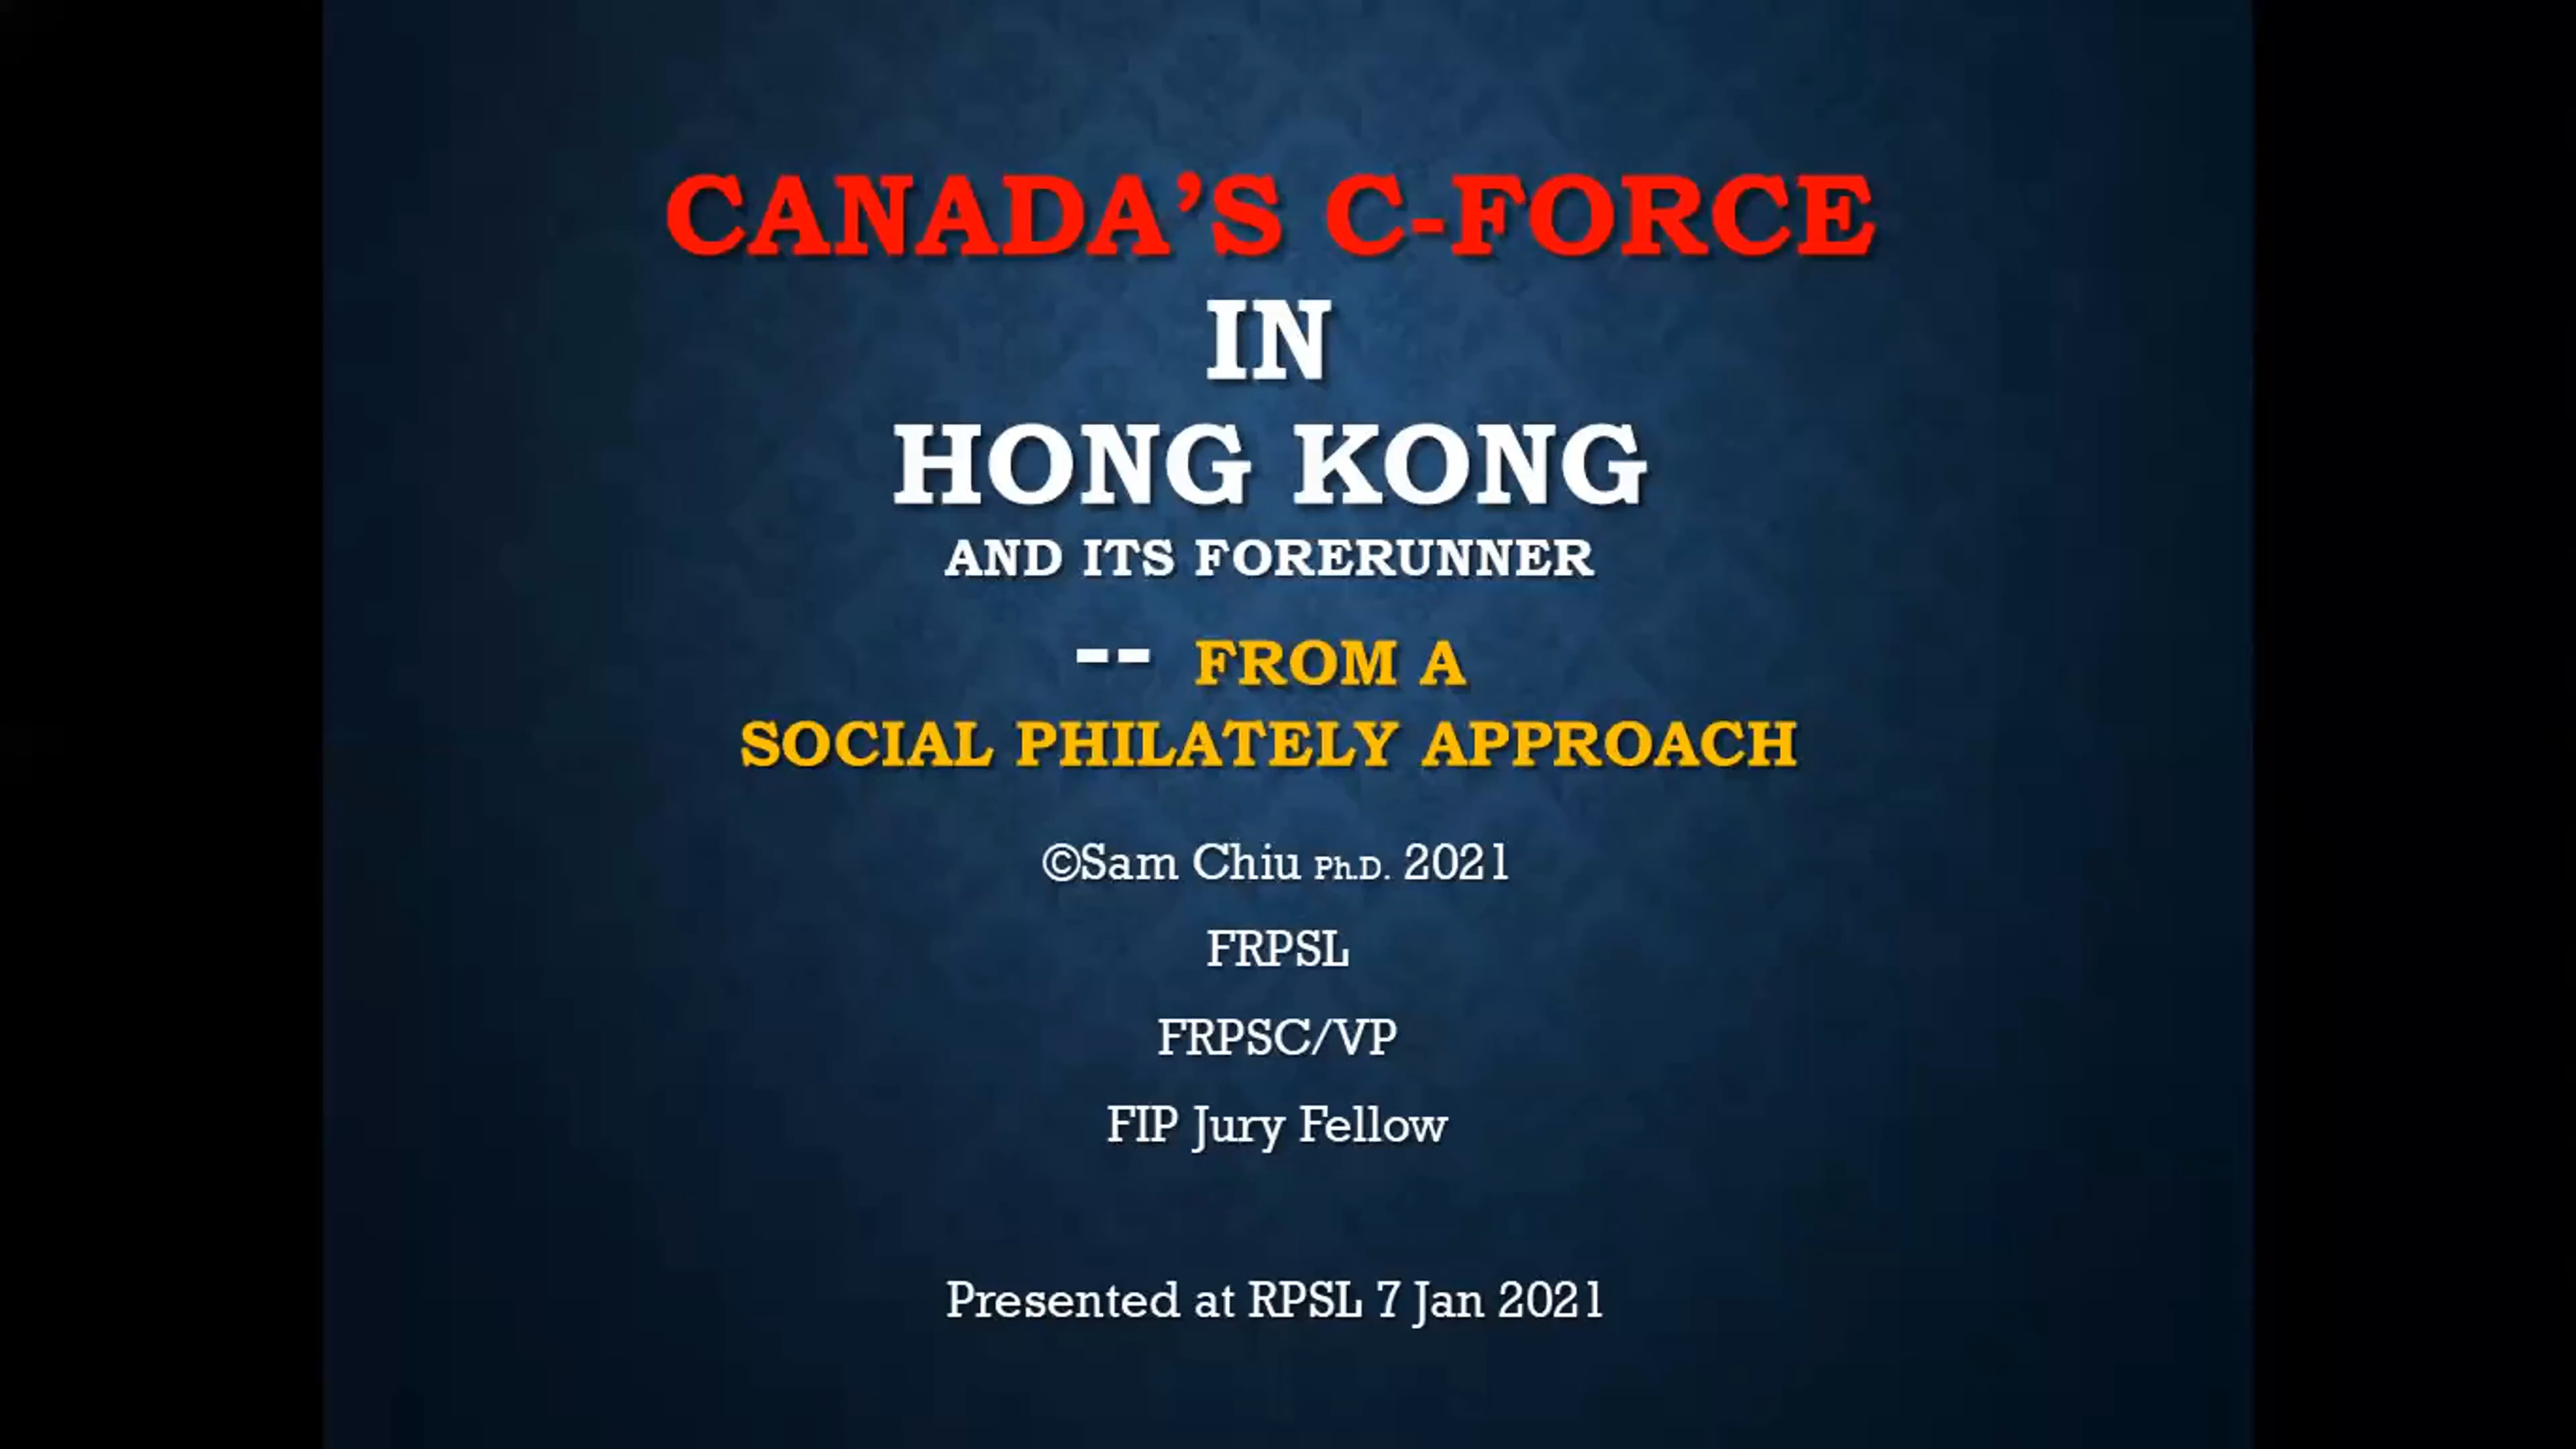 CANADA’S C-FORCE
IN
HONG KONG
AND ITS FORERUNNER
-- FROM A
SOCIAL PHILATELY APPROACH
©Sam Chiu Ph.D. 2021
FRPSL
FRPSC/VP
FIP Jury Fellow
Presented at RPSL 7 Jan 2021